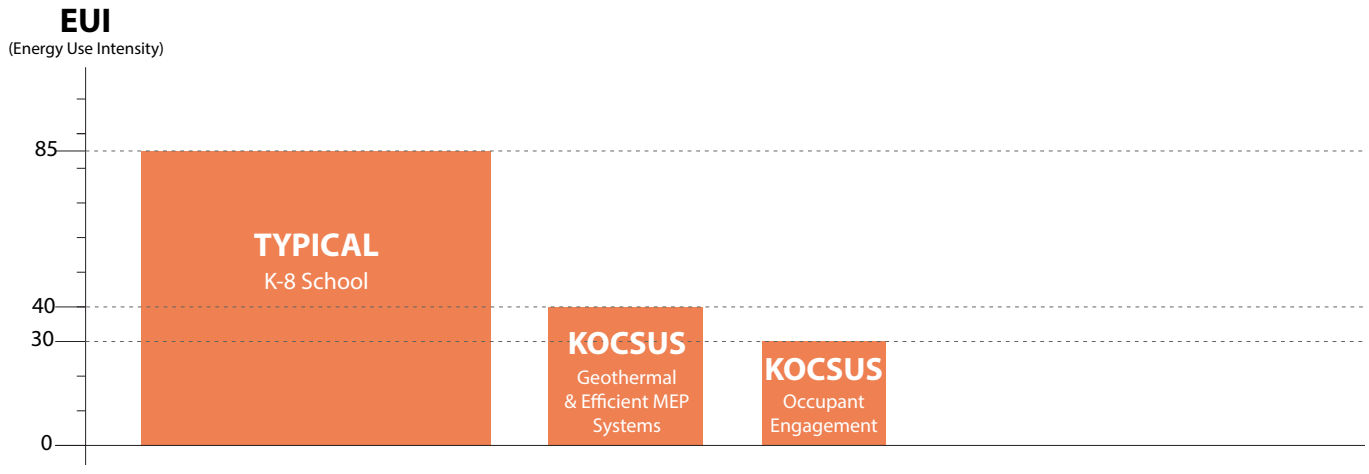 EUI
(Energy Use Intensity)
85
40
30
0
TYPICAL
K-8 School
KOCSUS
Geothermal
& Efficient MEP
Systems
KOCSUS
Occupant
Engagement